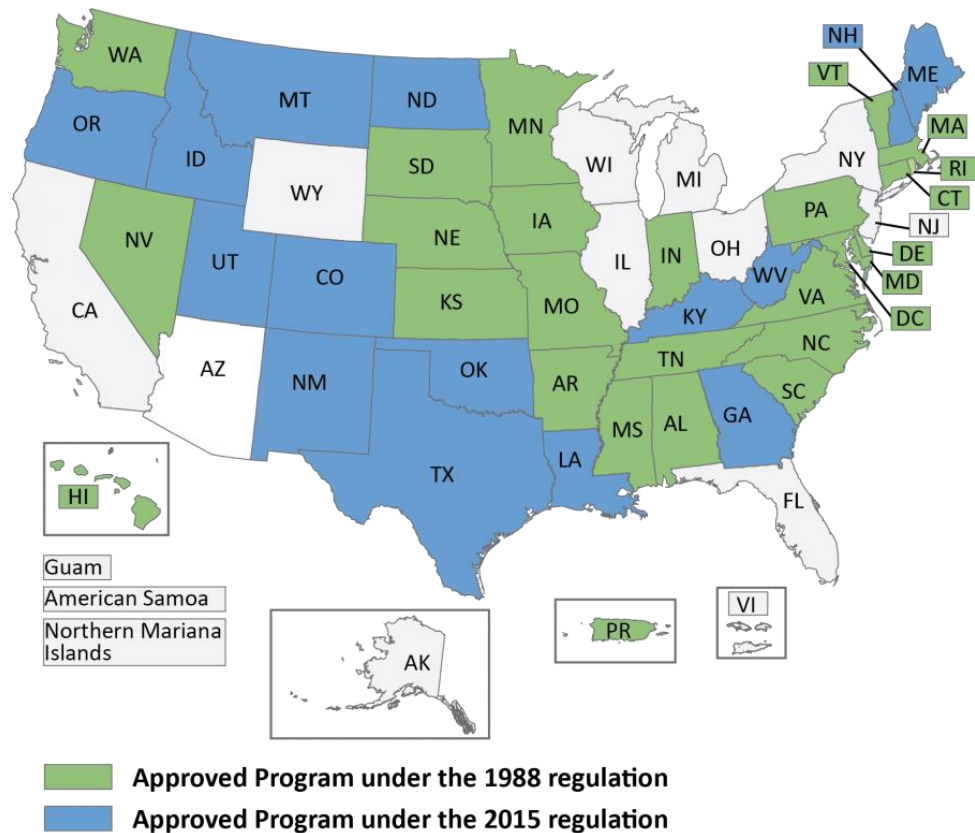 WA
OR
MT
ID
WY
ND
SD
NE
KS
MN
IA
MO
WI
MI
IL
IN
OH
NY
PA
NH
VT
ME
MA
RI
CT
NJ
DE
MD
DC
NV
CA
UT
CO
AZ
NM
OK
TX
AR
LA
KY
WV
VA
TN
NC
SC
MS
AL
GA
FL
HI
Guam
American Samoa
Northern Mariana
Islands
AK
PR
VI
Approved Program under the 1988 regulation
Approved Program under the 2015 regulation